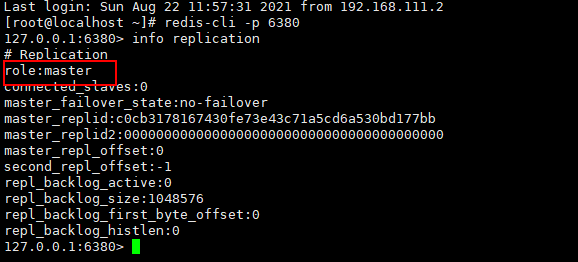 Last login: Sun Aug 22 11:57:31 2021 from 192.168.111.2
[root@localhost ~]# redis-cli -p 6380
127.0.0.1:6380> info replication
# Replication
role:master
connected_slaves:0
master_failover_state:no-failover
master_replid:c0cb3178167430fe73e43c71a5cd6a530bd177bb
master_replid2:0000000000000000000000000000000000000000
master_repl_offset:0
second_repl_offset:-1
repl_backlog_active:0
repl_backlog_size:1048576
repl_backlog_first_byte_offset:0
repl_backlog_histlen:0
127.0.0.1:6380>